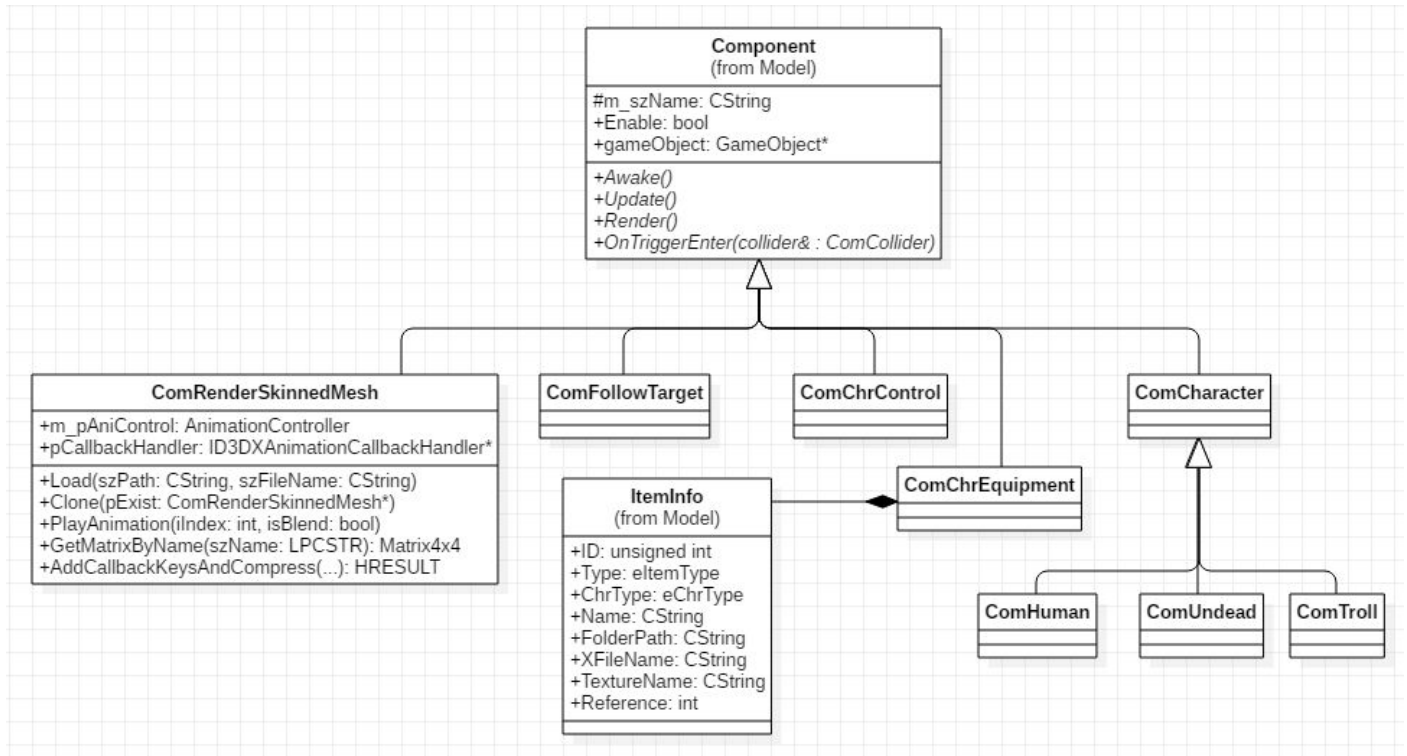 Component
(from Model)
#m_szName: CString
+Enable: bool
+gameObject: GameObject*
+Awake()
+Update()
+Render()
+OnTriggerEnter(collider& : ComCollider)
ComRenderSkinnedMesh
+m_pAniControl: AnimationController
+pCallbackHandler: ID3DXAnimationCallbackHandler*
+Load(szPath: CString, szFileName: CString)
+Clone(pExist: ComRenderSkinnedMesh*)
+PlayAnimation(iIndex: int, isBlend: bool)
+GetMatrixByName(szName: LPCSTR): Matrix4x4
+AddCallbackKeysAndCompress(...): HRESULT
ComFollowTarget
ComChrControl
ComCharacter
ComChrEquipment
ItemInfo
(from Model)
+ID: unsigned int
+Type: eItemType
+ChrType: eChrType
+Name: CString
+FolderPath: CString
+XFileName: CString
+TextureName: CString
+Reference: int
ComHuman
ComUndead
ComTroll